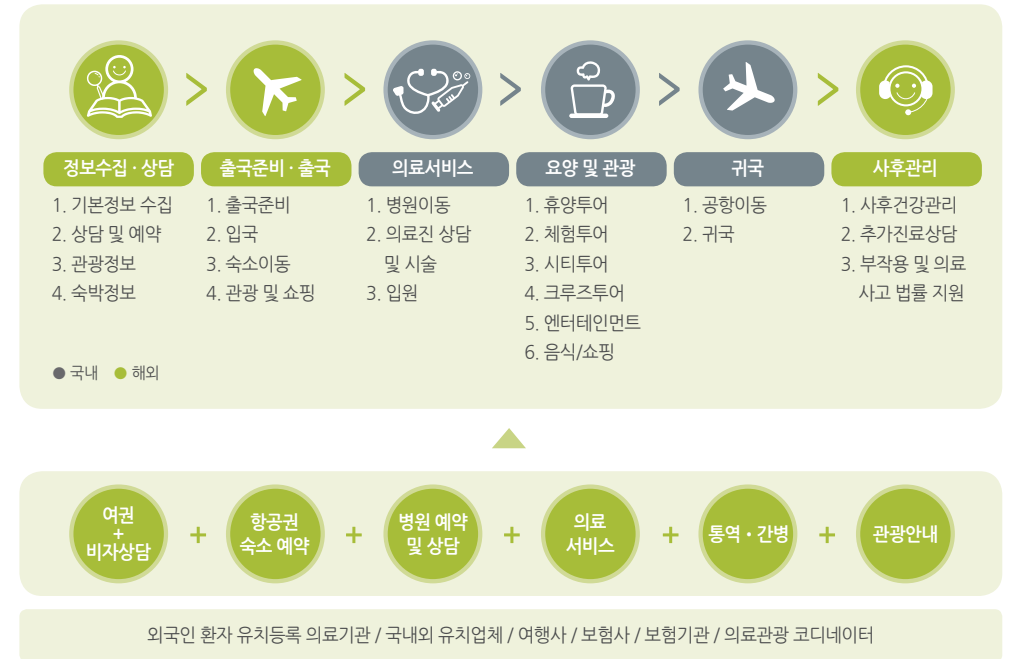 정보수집 · 상담
1. 기본정보 수집
2. 상담 및 예약
3. 관광정보
4. 숙박정보
출국준비 · 출국
1. 출국준비
2. 입국
3. 숙소이동
4. 관광 및 쇼핑
의료서비스
1. 병원이동
2. 의료진 상담
및 시술
3. 입원
요양 및 관광
1. 휴양투어
2. 체험투어
3. 시티투어
4. 크루즈투어
5. 엔터테인먼트
6. 음식/쇼핑
귀국
1. 공항이동
2. 귀국
사후관리
1. 사후건강관리
2. 추가진료상담
3. 부작용 및 의료
사고 법률 지원
● 국내 ● 해외
여권
+
비자상담
+
항공권
숙소 예약
+
병원 예약
및 상담
+
의료
서비스
+
통역 · 간병
+
관광안내
외국인 환자 유치등록 의료기관 / 국내외 유치업체 / 여행사 / 보험사 / 보험기관 / 의료관광 코디네이터